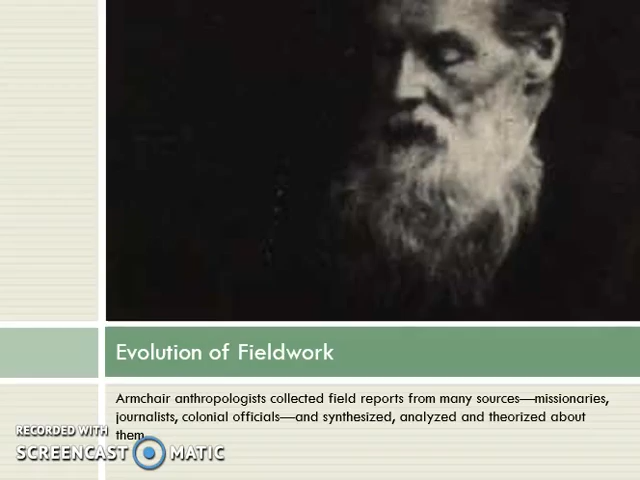 Evolution of Fieldwork
Armchair anthropologists collected field reports from many sources—missionaries,
journalists, colonial officials—and synthesized, analyzed and theorized about
them.
RECORDED WITH
SCREENCAST MATIC